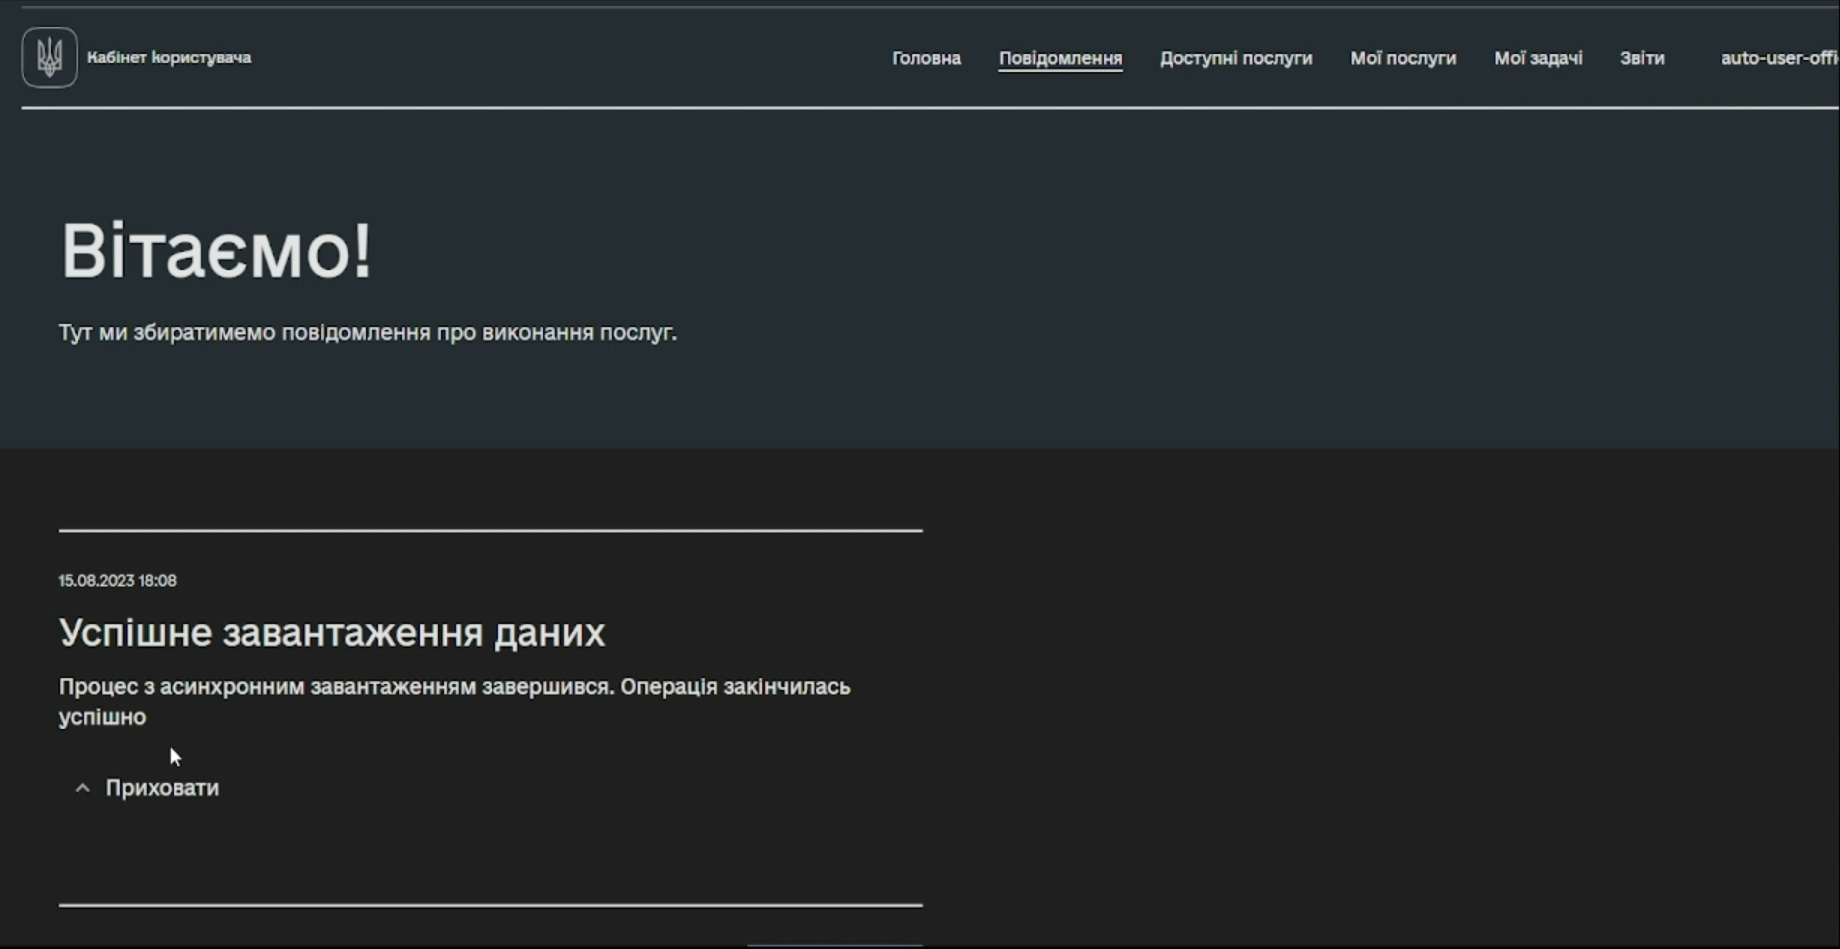 Кабінет користувача
Головна Повідомлення Доступні послуги Мої послуги Мої задачі Звіти auto-user-offi
Вітаємо!
Тут ми збиратимемо повідомлення про виконання послуг.
15.08.2023 18:08
Успішне завантаження даних
Процес з асинхронним завантаженням завершився. Операція закінчилась
успішно
Приховати